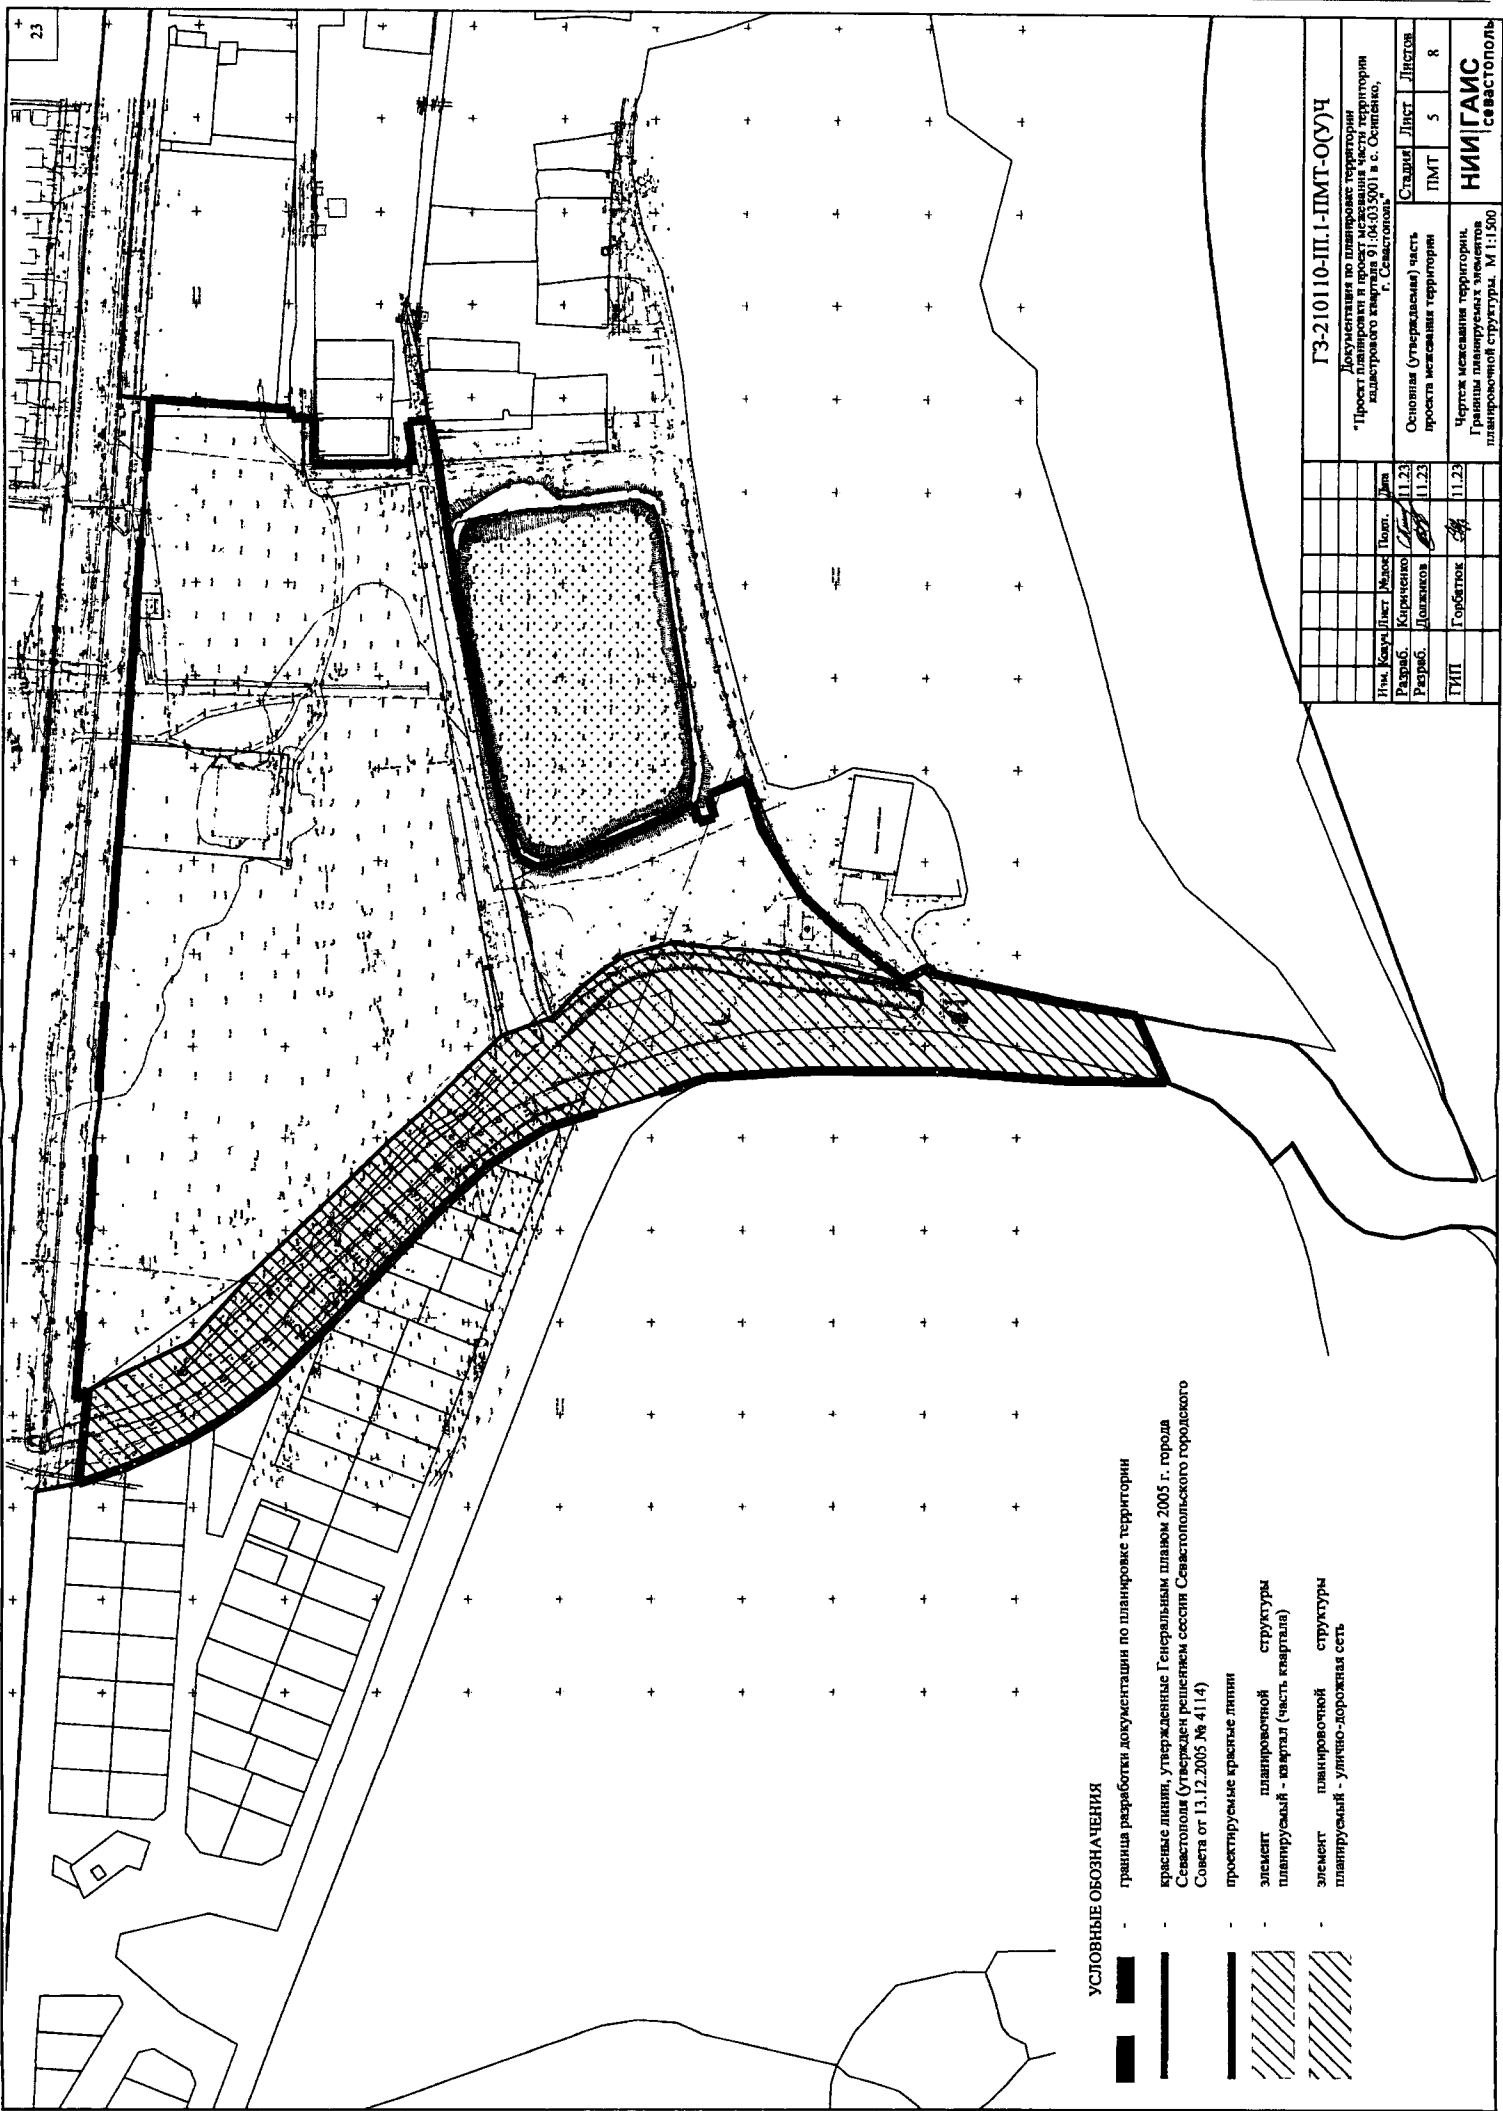 23
УСЛОВНЫЕ ОБОЗНАЧЕНИЯ
- граница разработки документации по планировке территории
- красные линии, утвержденные Генеральным планом 2005 г. города
Севастополя (утвержден решением сессии Севастопольского городского
Совета от 13.12.2005 № 4114)
- проектируемые красные линии
- элемент планировочной структуры
планируемый - квартал (часть квартала)
- элемент планировочной структуры
планируемый - улично-дорожная сеть
ГЗ-210110-ПП.1-ПМТ-О(У)Ч
Документация по планировке территории
"Проект планировки и проект межевания части территории
кадастрового квартала 91:04:035001 в с. Осипенко,
г. Севастополь"
Изм. Кол.уч. Лист №док. Подп. Дата
Разраб. Кириченко 11.23
Разраб. Должиков 11.23
ГИП Горбатюк 11.23
Основная (утверждаемая) часть
проекта межевания территории
Стадия Лист Листов
ПМТ 5 8
Чертеж межевания территории.
Границы планируемых элементов
планировочной структуры. М 1:1500
НИИ ГАИС
севастополь